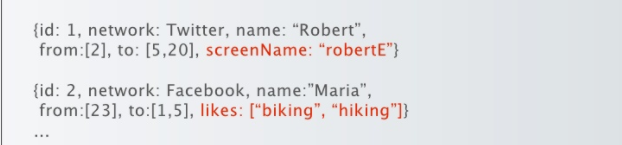 {id: 1, network: Twitter, name: “Robert”,
from:[2], to: [5,20], screenName: “robertE”}
{id: 2, network: Facebook, name:”Maria”,
from:[23], to:[1,5], likes: [“biking”, “hiking”]}
...